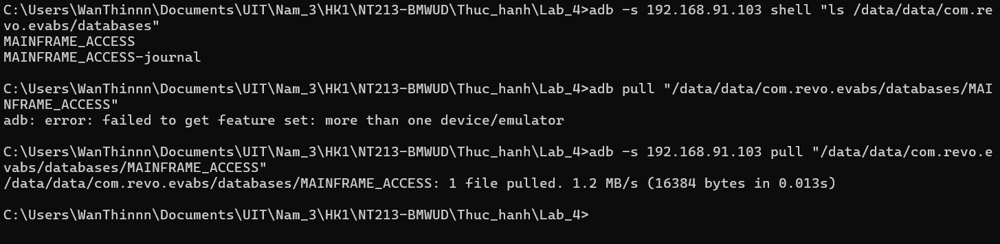 C:\Users\WanThinnn\Documents\UIT\Nam_3\HK1\NT213-BMWUD\Thuc_hanh\Lab_4>adb -s 192.168.91.103 shell "ls /data/data/com.re
vo.evabs/databases"
MAINFRAME_ACCESS
MAINFRAME_ACCESS-journal
C:\Users\WanThinnn\Documents\UIT\Nam_3\HK1\NT213-BMWUD\Thuc_hanh\Lab_4>adb pull "/data/data/com.revo.evabs/databases/MAI
NFRAME_ACCESS"
adb: error: failed to get feature set: more than one device/emulator
C:\Users\WanThinnn\Documents\UIT\Nam_3\HK1\NT213-BMWUD\Thuc_hanh\Lab_4>adb -s 192.168.91.103 pull "/data/data/com.revo.e
vabs/databases/MAINFRAME_ACCESS"
/data/data/com.revo.evabs/databases/MAINFRAME_ACCESS: 1 file pulled. 1.2 MB/s (16384 bytes in 0.013s)
C:\Users\WanThinnn\Documents\UIT\Nam_3\HK1\NT213-BMWUD\Thuc_hanh\Lab_4>